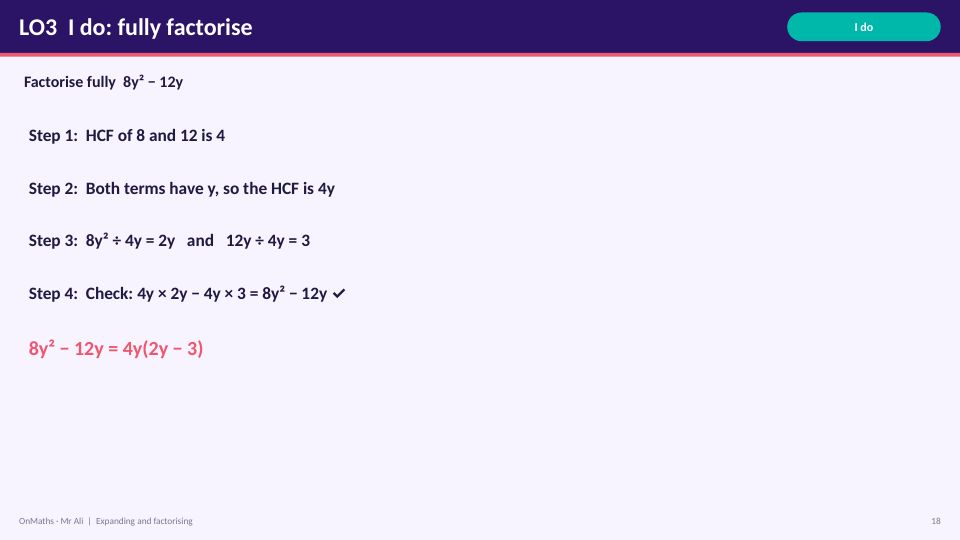 LO3  I do: fully factorise
I do
Factorise fully  8y² − 12y
Step 1:  HCF of 8 and 12 is 4
Step 2:  Both terms have y, so the HCF is 4y
Step 3:  8y² ÷ 4y = 2y   and   12y ÷ 4y = 3
Step 4:  Check: 4y × 2y − 4y × 3 = 8y² − 12y ✓
8y² − 12y = 4y(2y − 3)
OnMaths · Mr Ali  |  Expanding and factorising
18